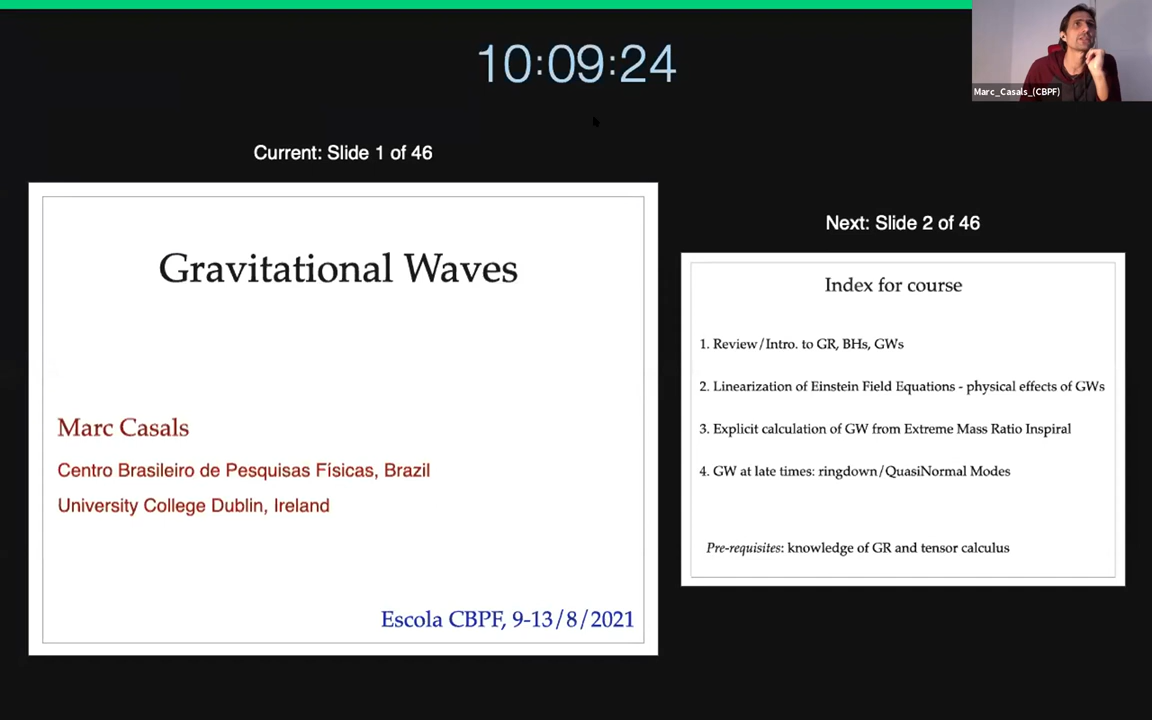 10:09:24
Marc_Casals_(CBPF)
Current: Slide 1 of 46
Gravitational Waves
Marc Casals
Centro Brasileiro de Pesquisas Físicas, Brazil
University College Dublin, Ireland
Escola CBPF, 9-13/8/2021
Next: Slide 2 of 46
Index for course
1. Review/Intro. to GR, BHs, GWs
2. Linearization of Einstein Field Equations - physical effects of GWs
3. Explicit calculation of GW from Extreme Mass Ratio Inspiral
4. GW at late times: ringdown/QuasiNormal Modes
Pre-requisites: knowledge of GR and tensor calculus